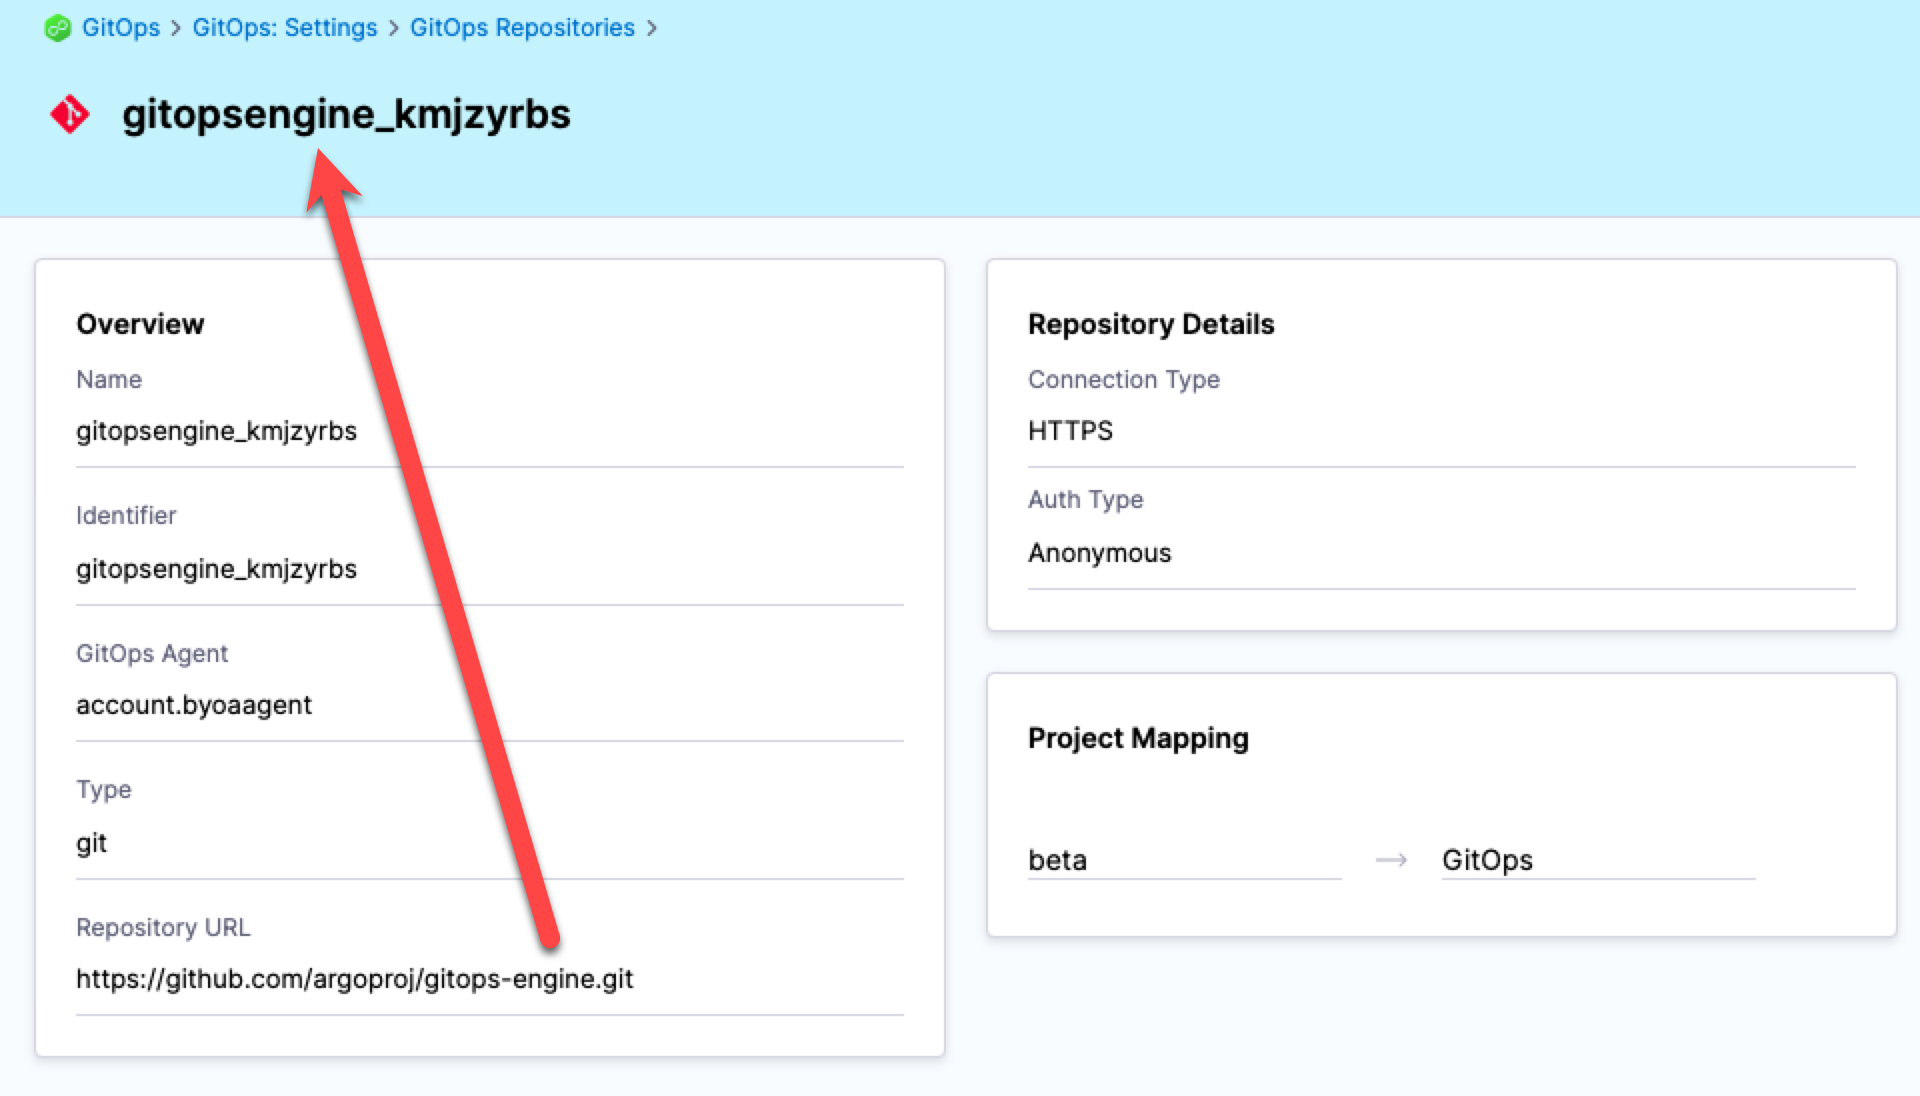 GitOps > GitOps: Settings > GitOps Repositories >
gitopsengine_kmjzyrbs
Overview
Name
gitopsengine_kmjzyrbs
Identifier
gitopsengine_kmjzyrbs
GitOps Agent
account.byoaagent
Type
git
Repository URL
https://github.com/argoproj/gitops-engine.git
Repository Details
Connection Type
HTTPS
Auth Type
Anonymous
Project Mapping
beta → GitOps